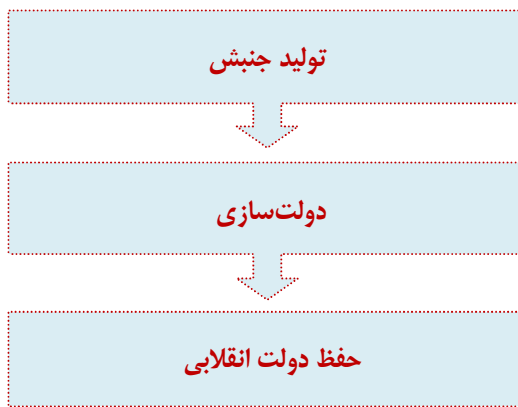 تولید جنبش
دولت‌سازی
حفظ دولت انقلابی